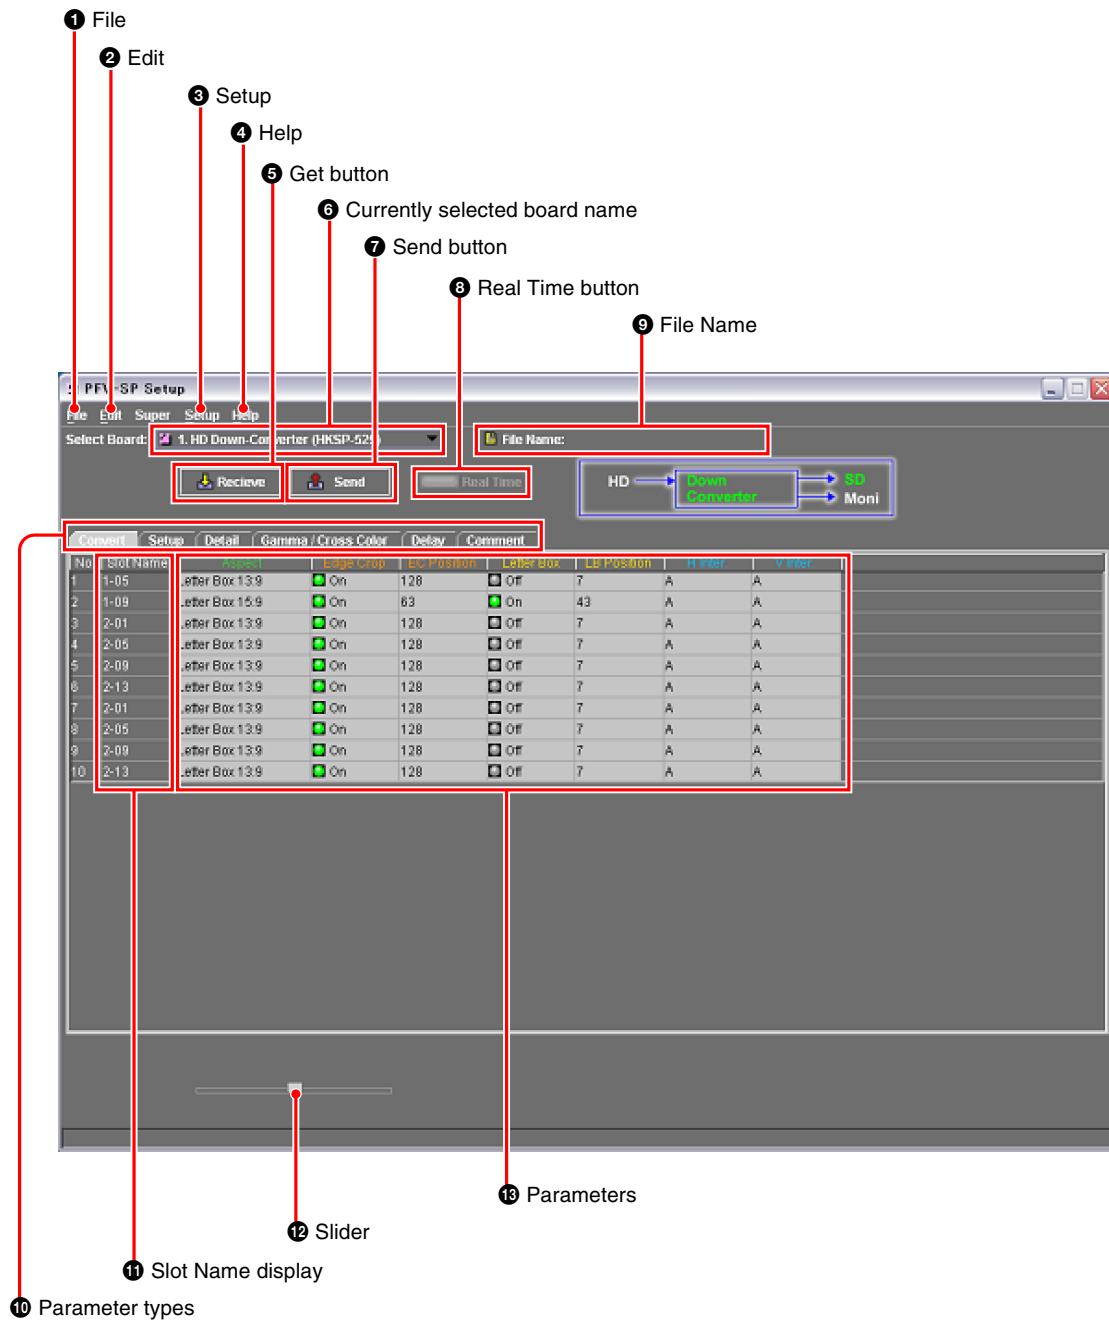 1 File
2 Edit
3 Setup
4 Help
5 Get button
6 Currently selected board name
7 Send button
8 Real Time button
9 File Name
PFV-SP Setup
File Edit Super Setup Help
Select Board: 1. HD Down-Converter (HKSP-525) File Name:
Recieve Send Real Time
HD Down Converter SD Moni
Convert Setup Detail Gamma / Cross Color Delay Comment
No Slot Name Aspect Edge Crop EC Position Letter Box LB Position H Inter. V Inter.
1 1-05 Letter Box 13:9 On 128 Off 7 A A
2 1-09 Letter Box 15:9 On 63 On 43 A A
3 2-01 Letter Box 13:9 On 128 Off 7 A A
4 2-05 Letter Box 13:9 On 128 Off 7 A A
5 2-09 Letter Box 13:9 On 128 Off 7 A A
6 2-13 Letter Box 13:9 On 128 Off 7 A A
7 2-01 Letter Box 13:9 On 128 Off 7 A A
8 2-05 Letter Box 13:9 On 128 Off 7 A A
9 2-09 Letter Box 13:9 On 128 Off 7 A A
10 2-13 Letter Box 13:9 On 128 Off 7 A A
13 Parameters
12 Slider
11 Slot Name display
10 Parameter types